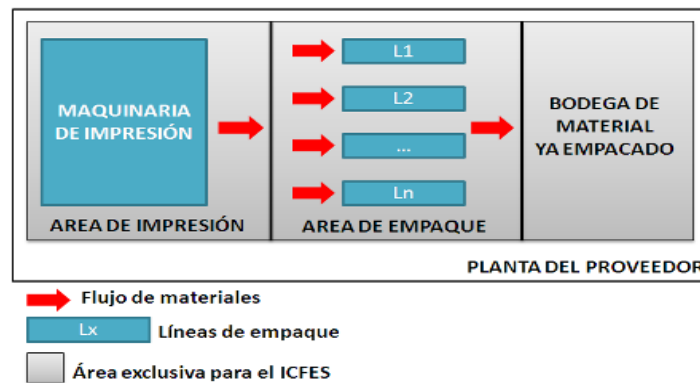 MAQUINARIA
DE IMPRESIÓN
L1
L2
...
Ln
BODEGA DE
MATERIAL
YA EMPACADO
AREA DE IMPRESIÓN
AREA DE EMPAQUE
PLANTA DEL PROVEEDOR
Flujo de materiales
Lx
Líneas de empaque
Área exclusiva para el ICFES